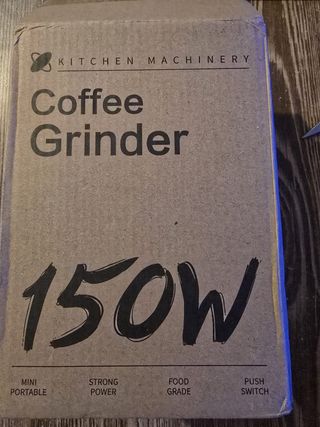 KITCHEN MACHINERY
Coffee
Grinder
150W
MINI STRONG FOOD PUSH
PORTABLE POWER GRADE SWITCH